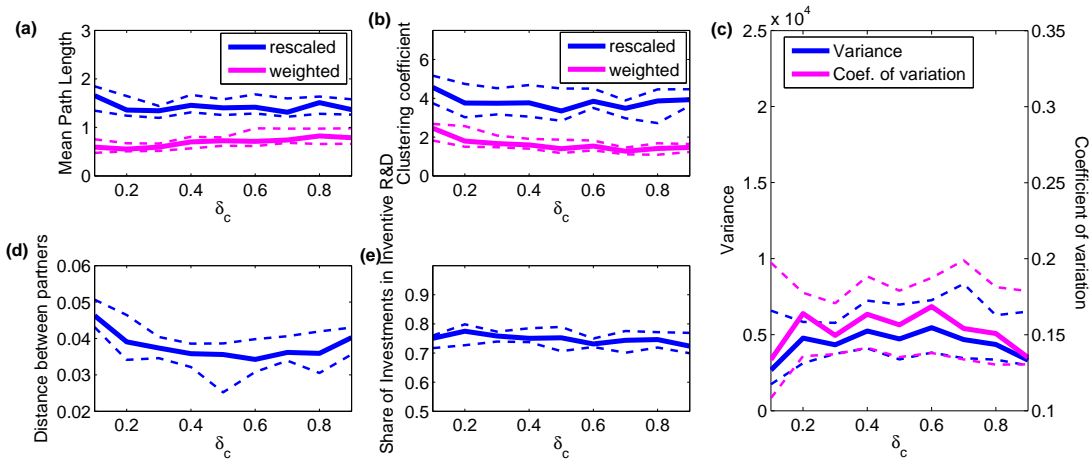 (a)
Mean Path Length
3
2
1
0
rescaled
weighted
0.2 0.4 0.6 0.8
δc
(b)
Clustering coefficient
6
4
2
0
rescaled
weighted
0.2 0.4 0.6 0.8
δc
(c)
x 10⁴
Variance
2.5
2
1.5
1
0.5
0
Variance
Coef. of variation
0.35
0.3
0.25
0.2
0.15
0.1
Coefficient of variation
0.2 0.4 0.6 0.8
δc
(d)
Distance between partners
0.06
0.05
0.04
0.03
0.02
0.2 0.4 0.6 0.8
δc
(e)
Share of Investments in Inventive R&D
0.9
0.8
0.7
0.6
0.5
0.2 0.4 0.6 0.8
δc